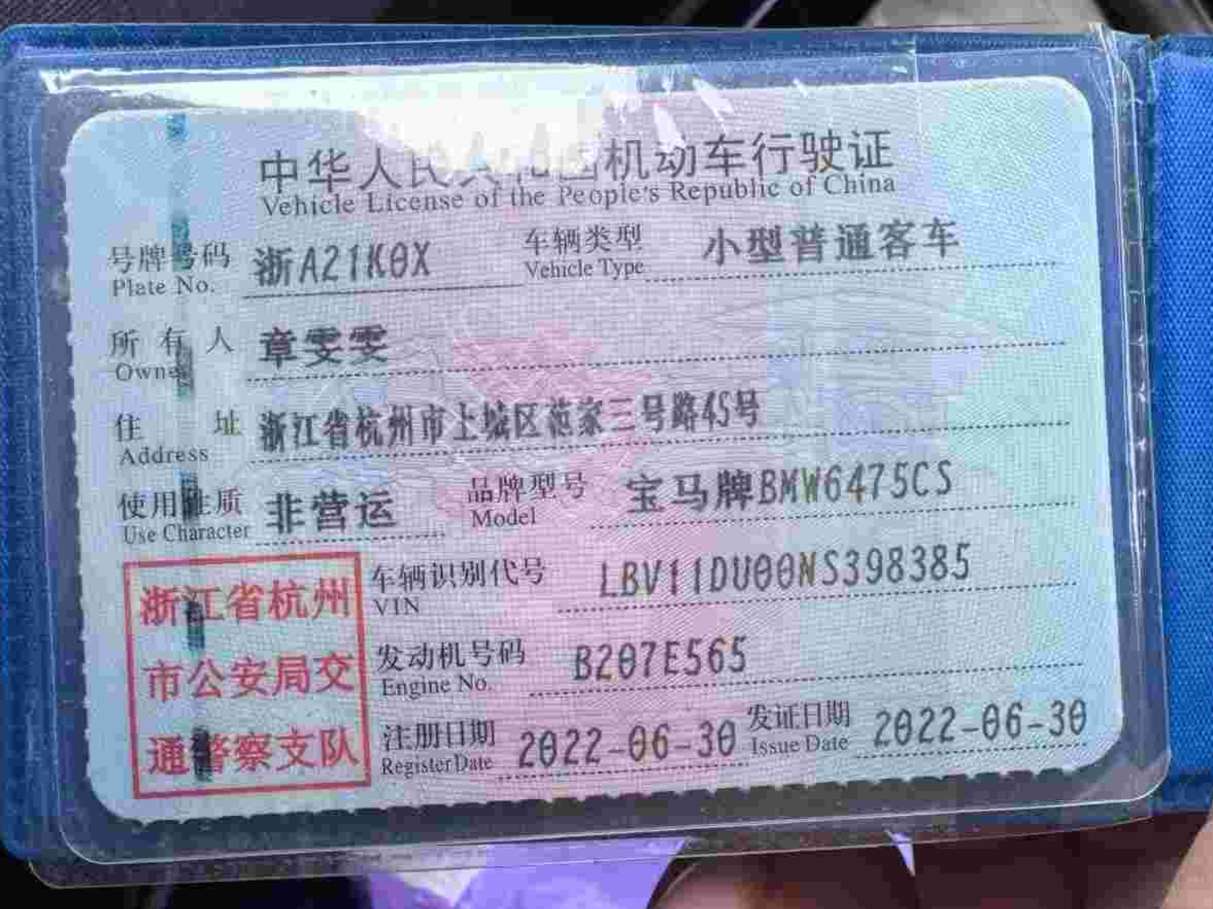 中华人民共和国机动车行驶证
Vehicle License of the People's Republic of China
号牌号码 浙A21K0X 车辆类型 小型普通客车
Plate No. Vehicle Type
所有人 章雯雯
Owner
住址 浙江省杭州市上城区范家三号路45号
Address
使用性质 非营运 品牌型号 宝马牌BMW6475CS
Use Character Model
浙江省杭州 车辆识别代号 LBV11DU00NS398385
VIN
市公安局交 发动机号码 B207E565
Engine No.
通警察支队 注册日期 2022-06-30 发证日期 2022-06-30
Register Date Issue Date